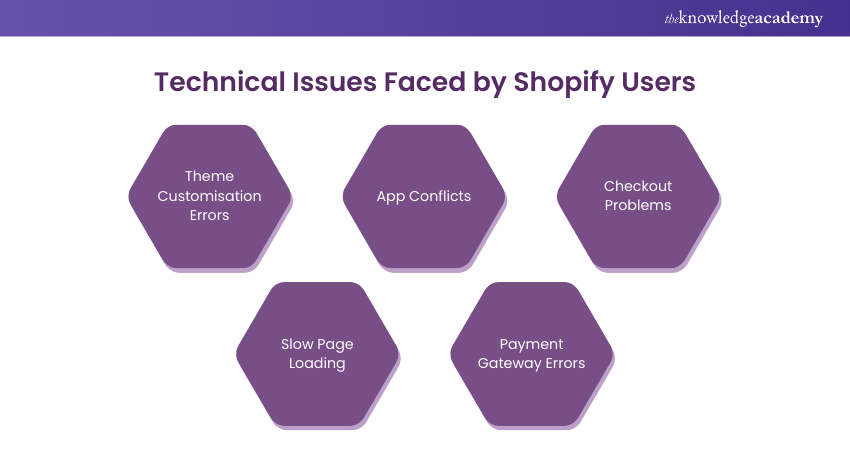 theknowledgeacademy
Technical Issues Faced by Shopify Users
Theme
Customisation
Errors
App Conflicts
Checkout
Problems
Slow Page
Loading
Payment
Gateway Errors